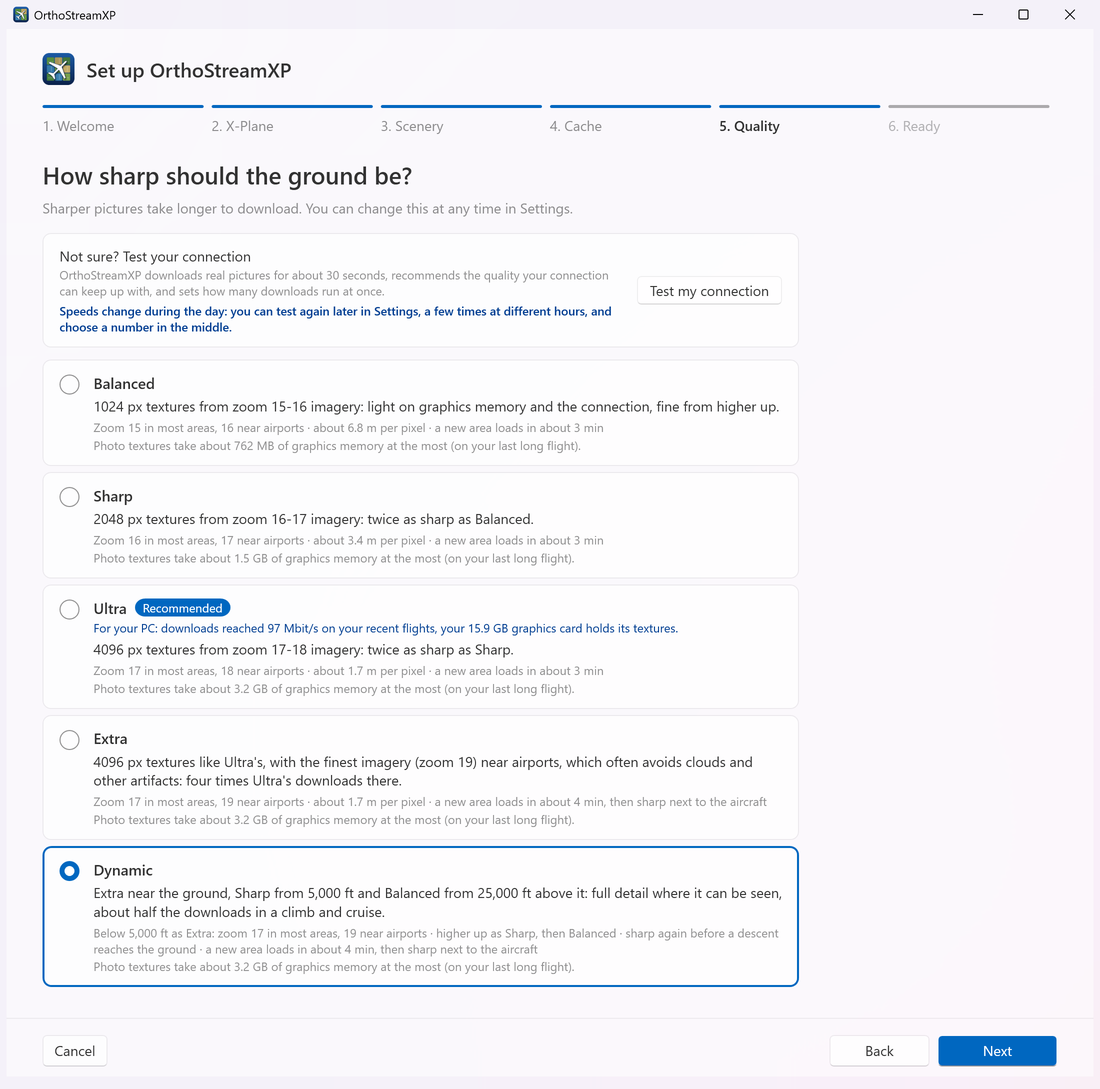 OrthoStreamXP
Set up OrthoStreamXP
1. Welcome
2. X-Plane
3. Scenery
4. Cache
5. Quality
6. Ready
How sharp should the ground be?
Sharper pictures take longer to download. You can change this at any time in Settings.
Not sure? Test your connection
OrthoStreamXP downloads real pictures for about 30 seconds, recommends the quality your connection
can keep up with, and sets how many downloads run at once.
Speeds change during the day: you can test again later in Settings, a few times at different hours, and
choose a number in the middle.
Test my connection
Balanced
1024 px textures from zoom 15-16 imagery: light on graphics memory and the connection, fine from higher up.
Zoom 15 in most areas, 16 near airports · about 6.8 m per pixel · a new area loads in about 3 min
Photo textures take about 762 MB of graphics memory at the most (on your last long flight).
Sharp
2048 px textures from zoom 16-17 imagery: twice as sharp as Balanced.
Zoom 16 in most areas, 17 near airports · about 3.4 m per pixel · a new area loads in about 3 min
Photo textures take about 1.5 GB of graphics memory at the most (on your last long flight).
Ultra Recommended
For your PC: downloads reached 97 Mbit/s on your recent flights, your 15.9 GB graphics card holds its textures.
4096 px textures from zoom 17-18 imagery: twice as sharp as Sharp.
Zoom 17 in most areas, 18 near airports · about 1.7 m per pixel · a new area loads in about 3 min
Photo textures take about 3.2 GB of graphics memory at the most (on your last long flight).
Extra
4096 px textures like Ultra's, with the finest imagery (zoom 19) near airports, which often avoids clouds and
other artifacts: four times Ultra's downloads there.
Zoom 17 in most areas, 19 near airports · about 1.7 m per pixel · a new area loads in about 4 min, then sharp next to the aircraft
Photo textures take about 3.2 GB of graphics memory at the most (on your last long flight).
Dynamic
Extra near the ground, Sharp from 5,000 ft and Balanced from 25,000 ft above it: full detail where it can be seen,
about half the downloads in a climb and cruise.
Below 5,000 ft as Extra: zoom 17 in most areas, 19 near airports · higher up as Sharp, then Balanced · sharp again before a descent
reaches the ground · a new area loads in about 4 min, then sharp next to the aircraft
Photo textures take about 3.2 GB of graphics memory at the most (on your last long flight).
Cancel
Back
Next